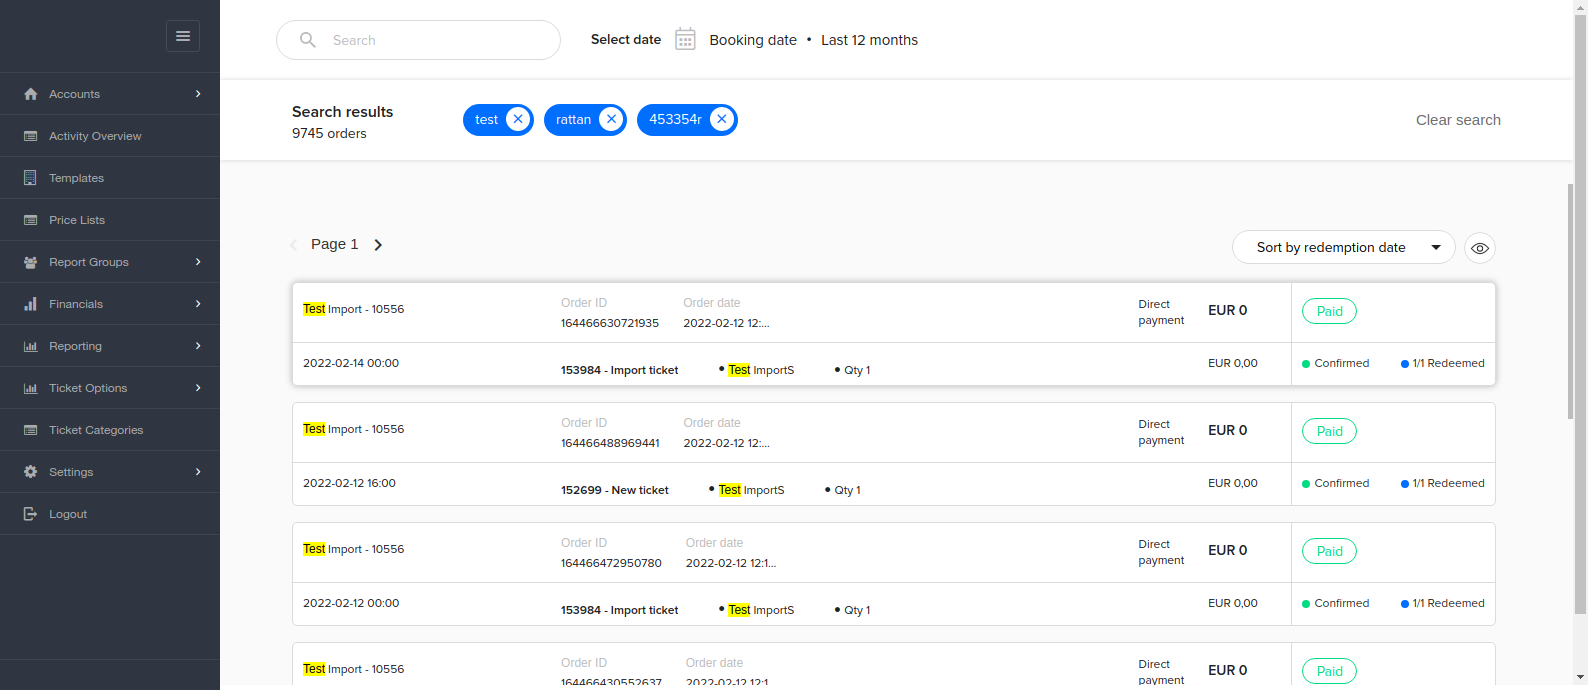 Search
Select date Booking date • Last 12 months
Accounts
Activity Overview
Templates
Price Lists
Report Groups
Financials
Reporting
Ticket Options
Ticket Categories
Settings
Logout
Search results
9745 orders
test
rattan
453354r
Clear search
Page 1
Sort by redemption date
Test Import - 10556
Order ID
164466630721935
Order date
2022-02-12 12:...
Direct
payment
EUR 0
Paid
2022-02-14 00:00
153984 - Import ticket • Test ImportS • Qty 1
EUR 0,00
Confirmed
1/1 Redeemed
Test Import - 10556
Order ID
164466488969441
Order date
2022-02-12 12:...
Direct
payment
EUR 0
Paid
2022-02-12 16:00
152699 - New ticket • Test ImportS • Qty 1
EUR 0,00
Confirmed
1/1 Redeemed
Test Import - 10556
Order ID
164466472950780
Order date
2022-02-12 12:1...
Direct
payment
EUR 0
Paid
2022-02-12 00:00
153984 - Import ticket • Test ImportS • Qty 1
EUR 0,00
Confirmed
1/1 Redeemed
Test Import - 10556
Order ID
164466430552637
Order date
2022-02-12 12:1...
Direct
payment
EUR 0
Paid